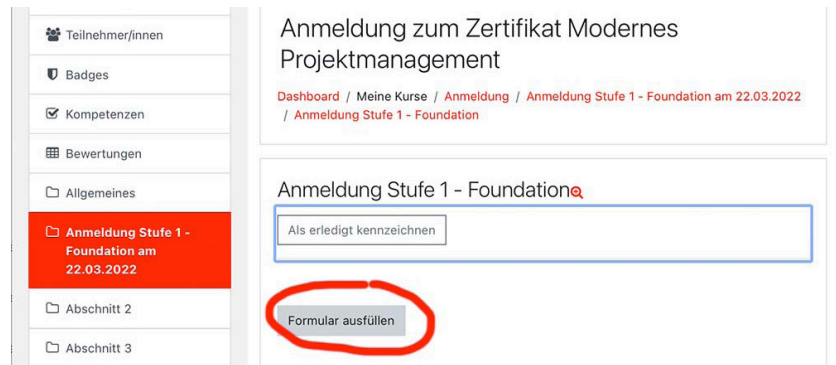 Teilnehmer/innen
Badges
Kompetenzen
Bewertungen
Allgemeines
Anmeldung Stufe 1 -
Foundation am
22.03.2022
Abschnitt 2
Abschnitt 3
Anmeldung zum Zertifikat Modernes
Projektmanagement
Dashboard / Meine Kurse / Anmeldung / Anmeldung Stufe 1 - Foundation am 22.03.2022
/ Anmeldung Stufe 1 - Foundation
Anmeldung Stufe 1 - Foundation
Als erledigt kennzeichnen
Formular ausfüllen